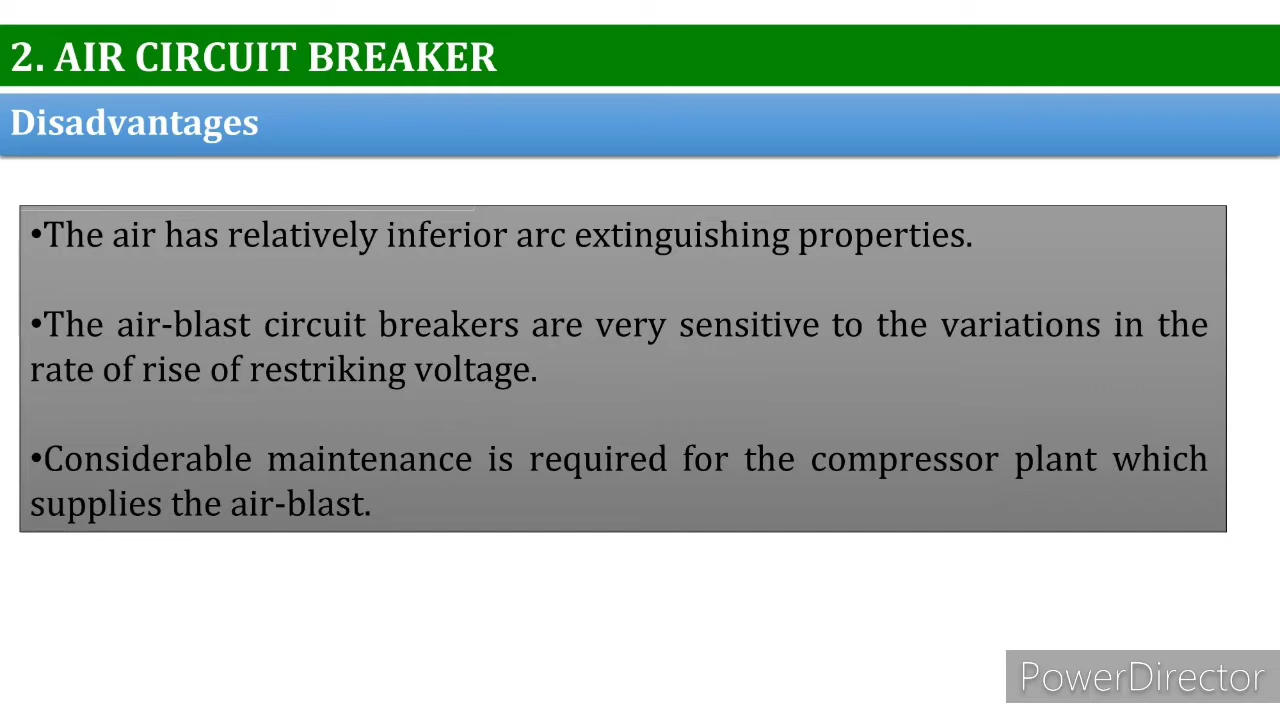 2. AIR CIRCUIT BREAKER
Disadvantages
•The air has relatively inferior arc extinguishing properties.
•The air-blast circuit breakers are very sensitive to the variations in the
rate of rise of restriking voltage.
•Considerable maintenance is required for the compressor plant which
supplies the air-blast.
PowerDirector